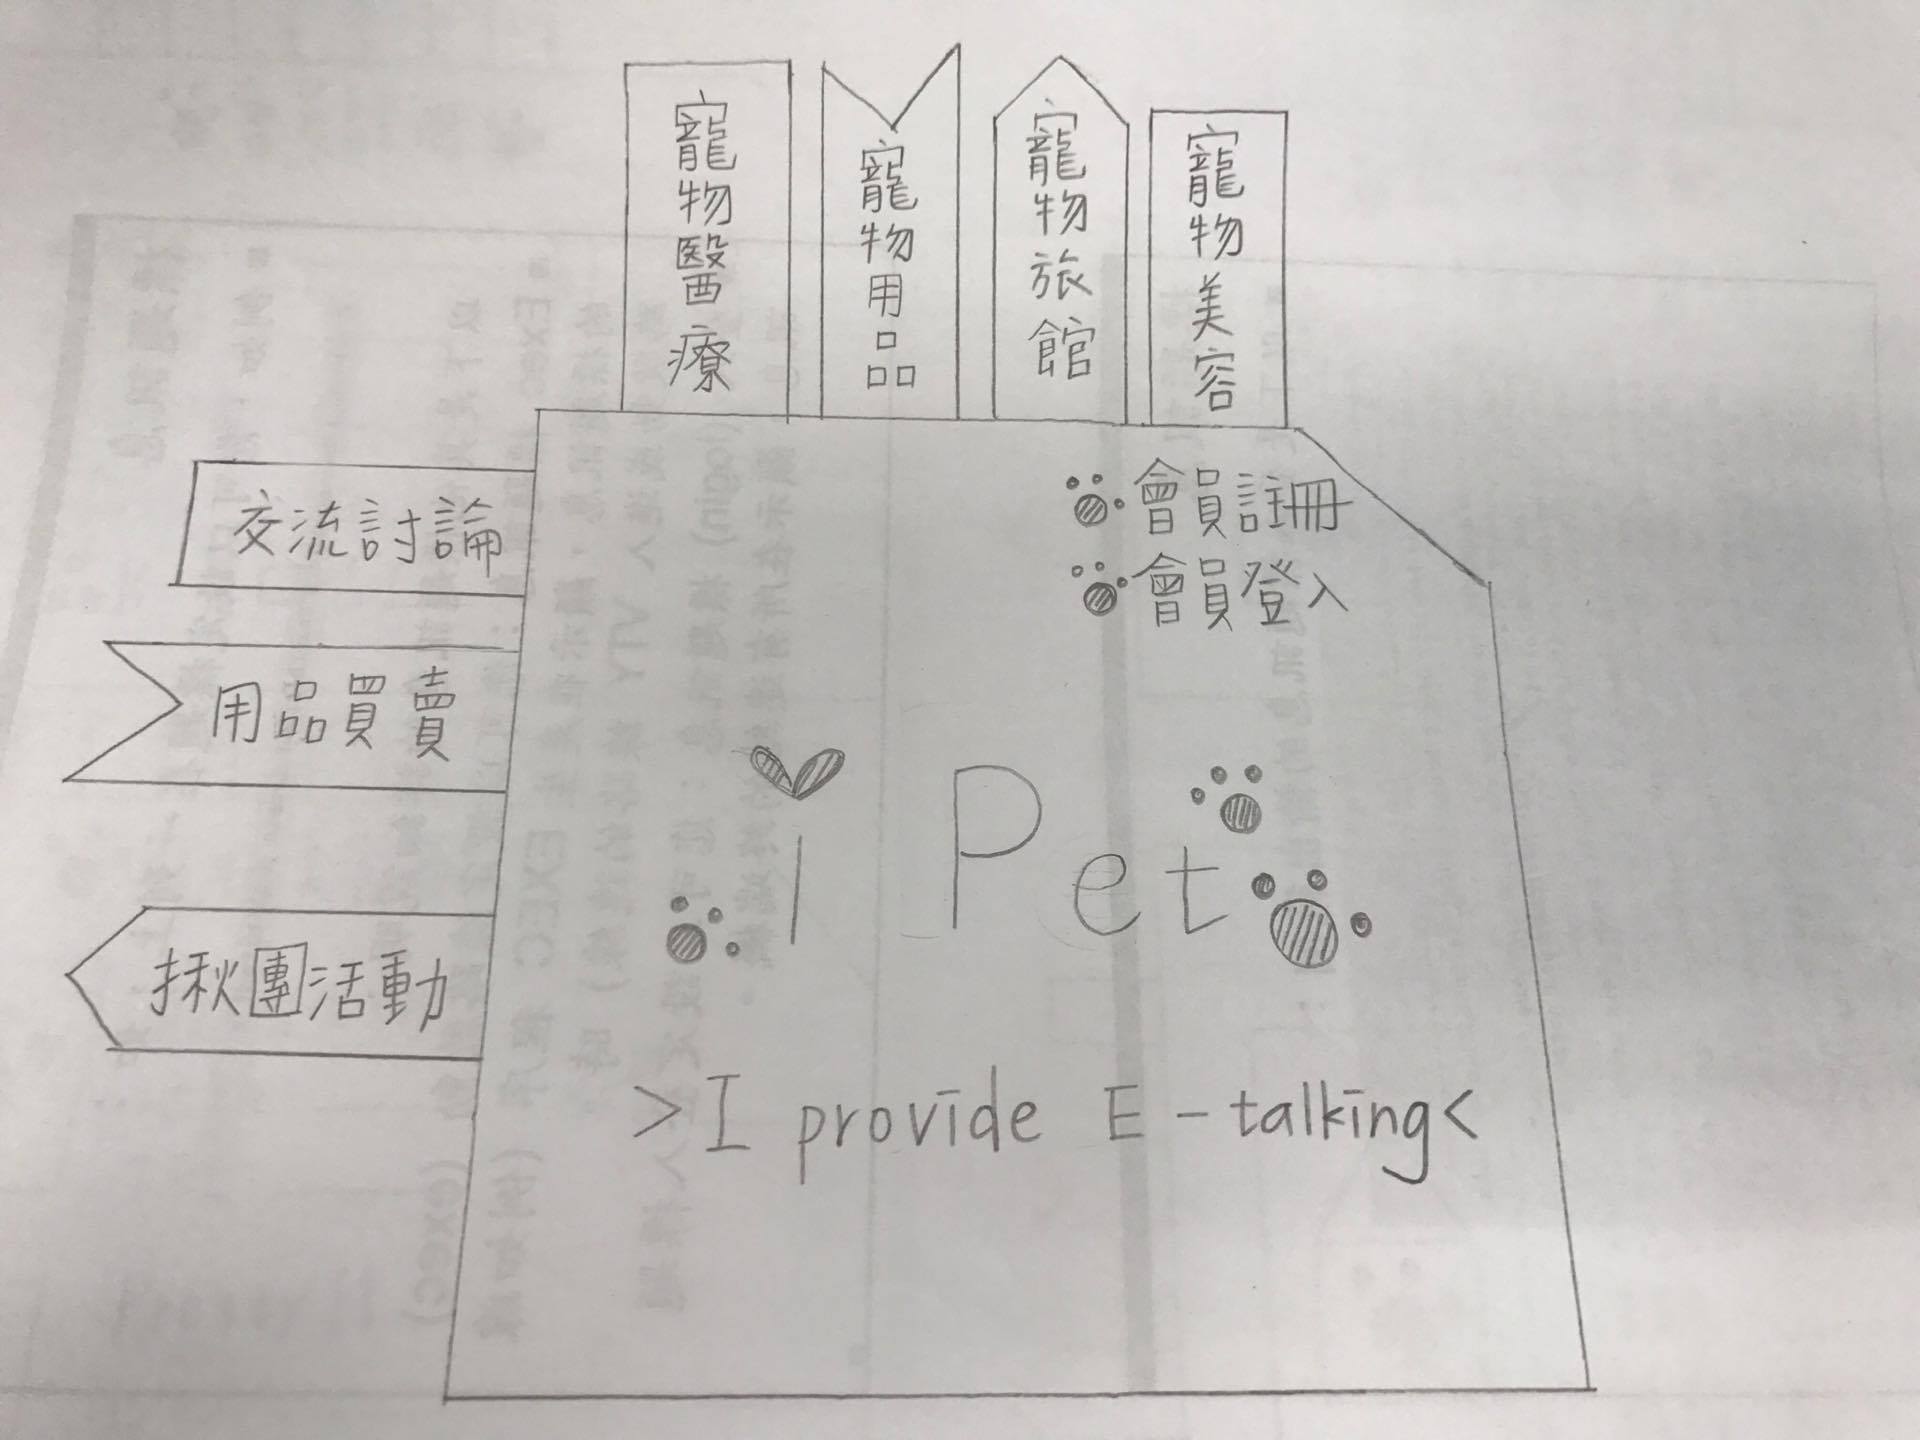 寵物醫療
寵物用品
寵物旅館
寵物美容
交流討論
用品買賣
揪團活動
會員註冊
會員登入
i Pet
>I provide E-talking<